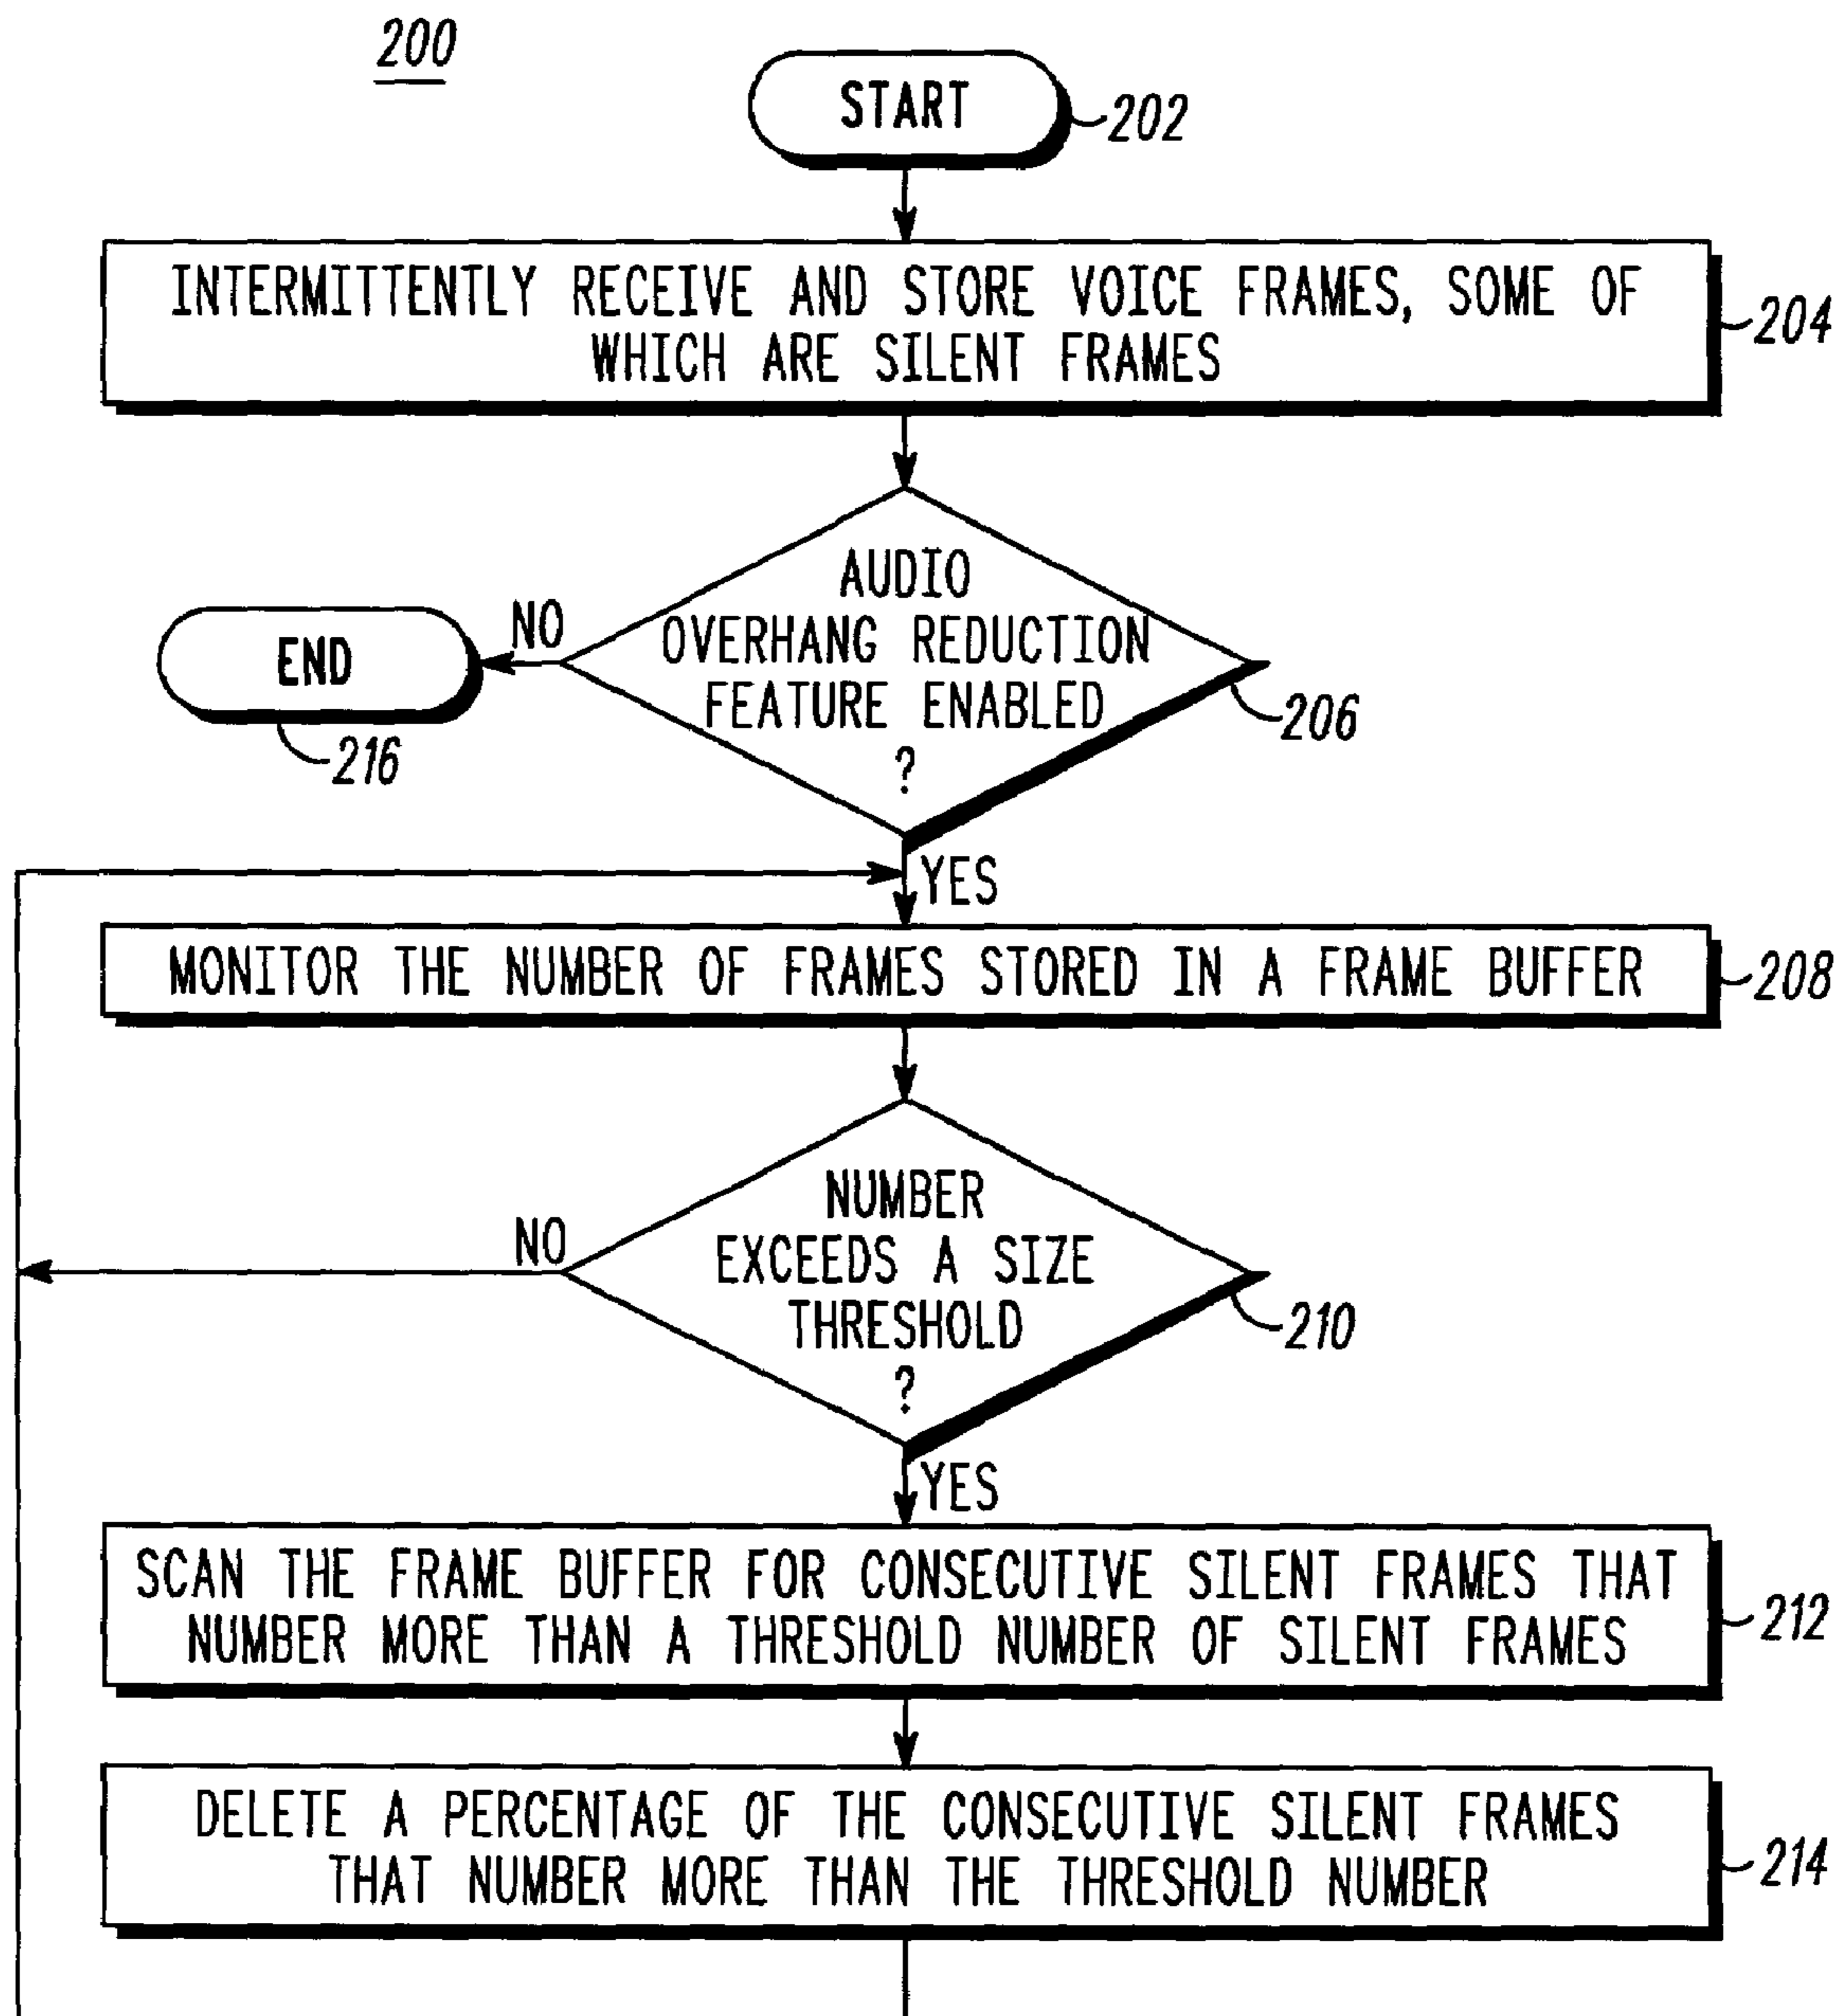 200
START
202
INTERMITTENTLY RECEIVE AND STORE VOICE FRAMES, SOME OF
WHICH ARE SILENT FRAMES
204
AUDIO
OVERHANG REDUCTION
FEATURE ENABLED
?
206
NO
END
216
YES
MONITOR THE NUMBER OF FRAMES STORED IN A FRAME BUFFER
208
NUMBER
EXCEEDS A SIZE
THRESHOLD
?
210
NO
YES
SCAN THE FRAME BUFFER FOR CONSECUTIVE SILENT FRAMES THAT
NUMBER MORE THAN A THRESHOLD NUMBER OF SILENT FRAMES
212
DELETE A PERCENTAGE OF THE CONSECUTIVE SILENT FRAMES
THAT NUMBER MORE THAN THE THRESHOLD NUMBER
214